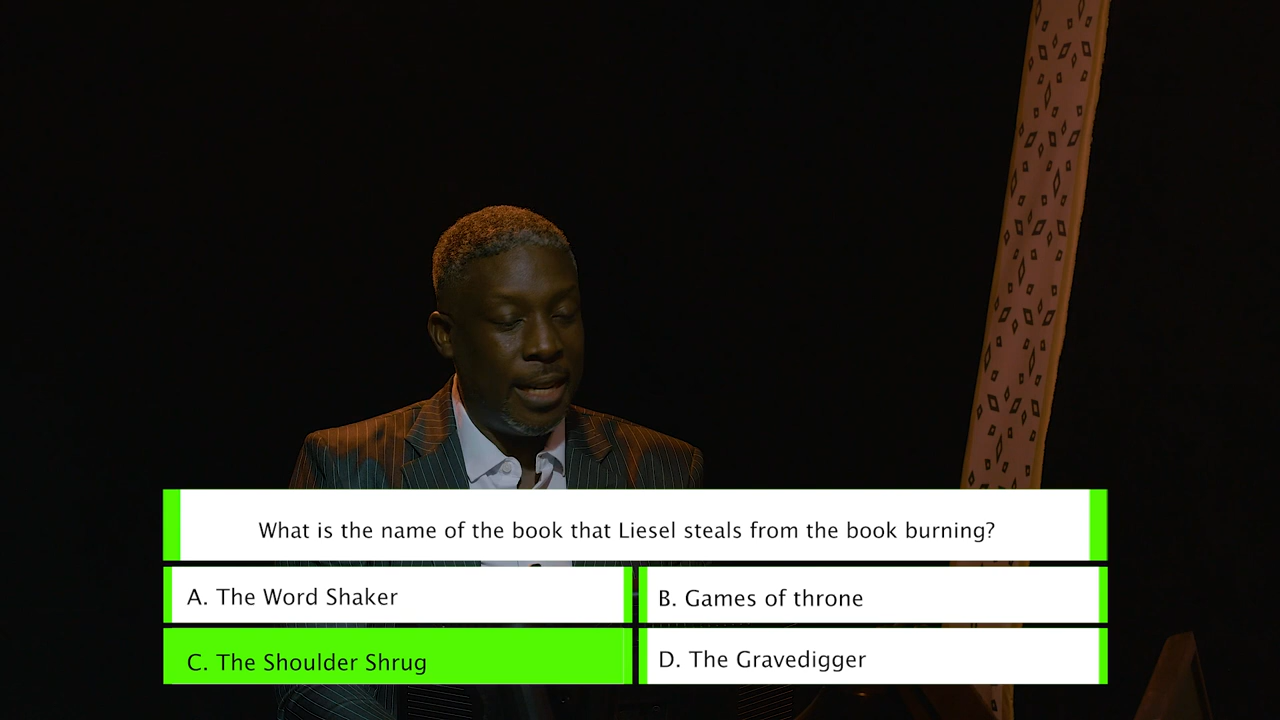 What is the name of the book that Liesel steals from the book burning?
A. The Word Shaker
B. Games of throne
C. The Shoulder Shrug
D. The Gravedigger